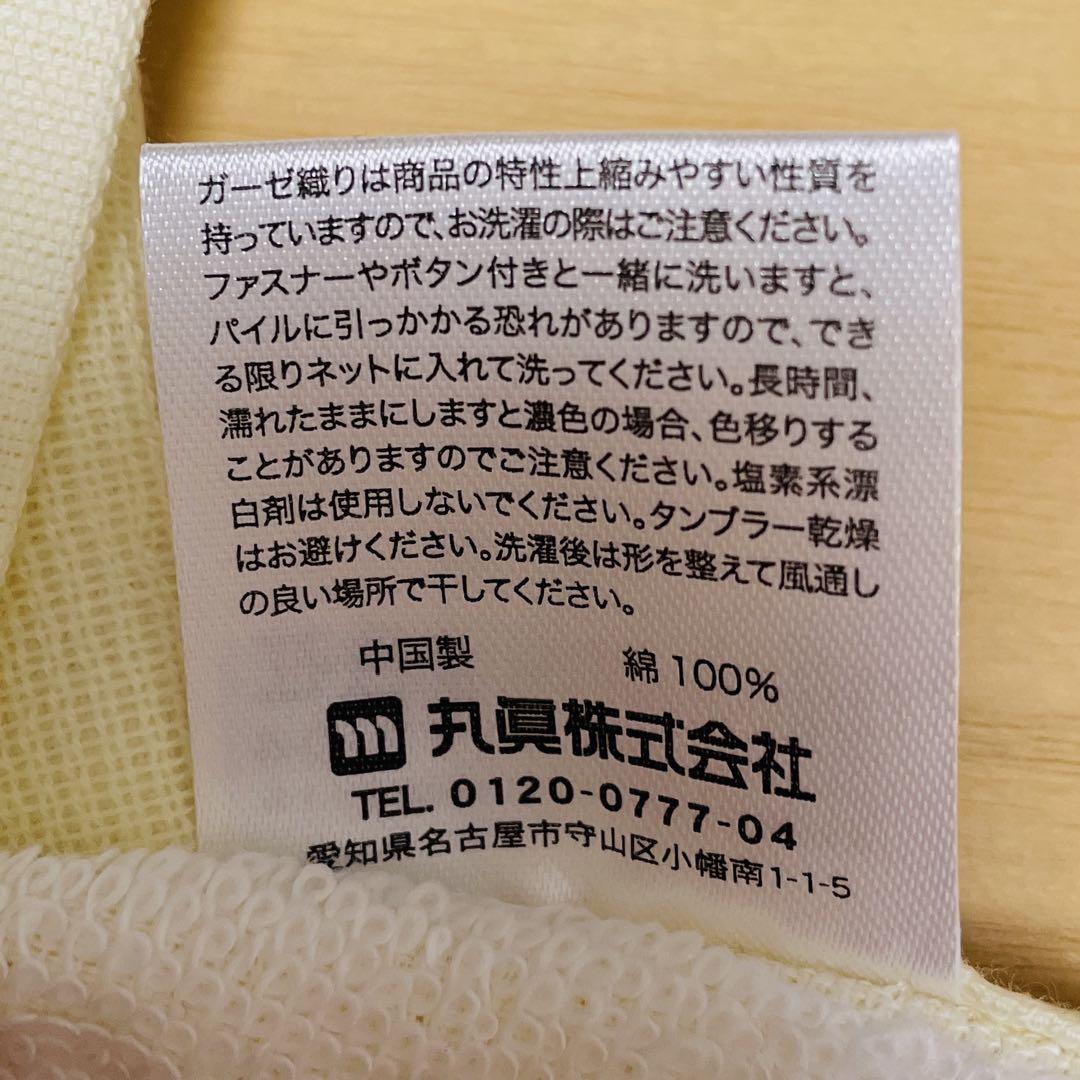 ガーゼ織りは商品の特性上縮みやすい性質を
持っていますので、お洗濯の際はご注意ください。
ファスナーやボタン付きと一緒に洗いますと、
パイルに引っかかる恐れがありますので、でき
る限りネットに入れて洗ってください。長時間、
濡れたままにしますと濃色の場合、色移りする
ことがありますのでご注意ください。塩素系漂
白剤は使用しないでください。タンブラー乾燥
はお避けください。洗濯後は形を整えて風通し
の良い場所で干してください。
中国製 綿100%
丸眞株式会社
TEL. 0120-0777-04
愛知県名古屋市守山区小幡南1-1-5